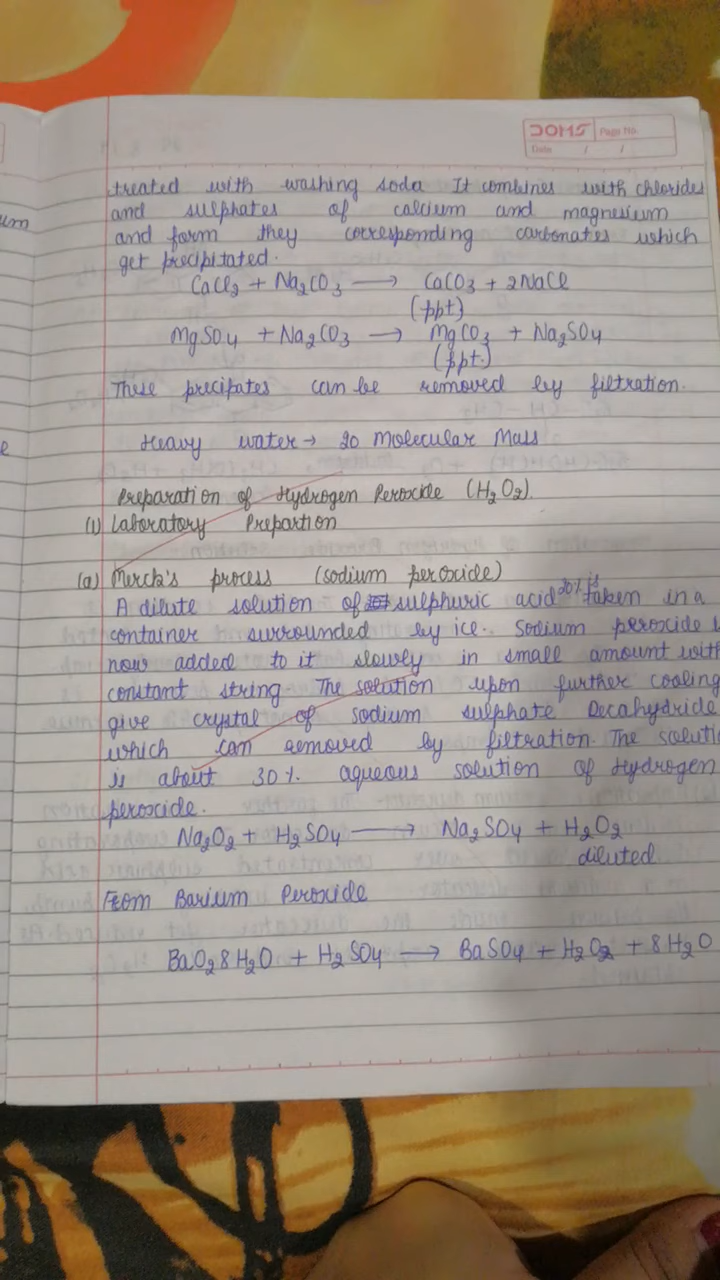 DOMS Page No.
Date / /
um
e
treated with washing soda It combines with chlorides
and sulphates of calcium and magnesium
and form they corresponding carbonates which
get precipitated.
CaCl2 + Na2CO3 → CaCO3 + 2NaCl
(ppt)
MgSO4 + Na2CO3 → MgCO3 + Na2SO4
(ppt.)
These precipates can be removed by filtration.
Heavy water → 20 Molecular Mass
Preparation of Hydrogen Peroxide (H2O2).
(1) Laboratory Prepartion
(a) Merck's process (sodium peroxide)
A dilute solution of sulphuric acid 20% is taken in a
container surrounded by ice. Sodium peroxide i
now added to it slowly in small amount with
constant string. The solution upon further cooling
give crystal of sodium sulphate Decahydride
which can removed by filtration. The soluti
is about 30% aqueous solution of Hydrogen
peroxide.
Na2O2 + H2SO4 → Na2SO4 + H2O2
diluted
From Barium Peroxide
BaO2 8H2O + H2SO4 → BaSO4 + H2O2 + 8H2O